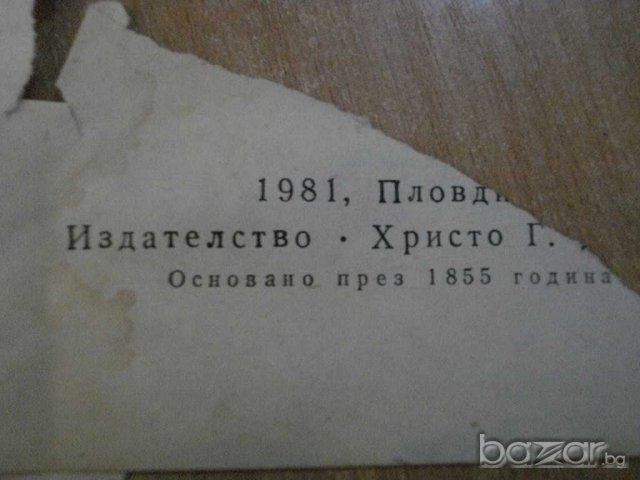 1981, Пловди
Издателство · Христо Г.
Основано през 1855 година
bazar.bg